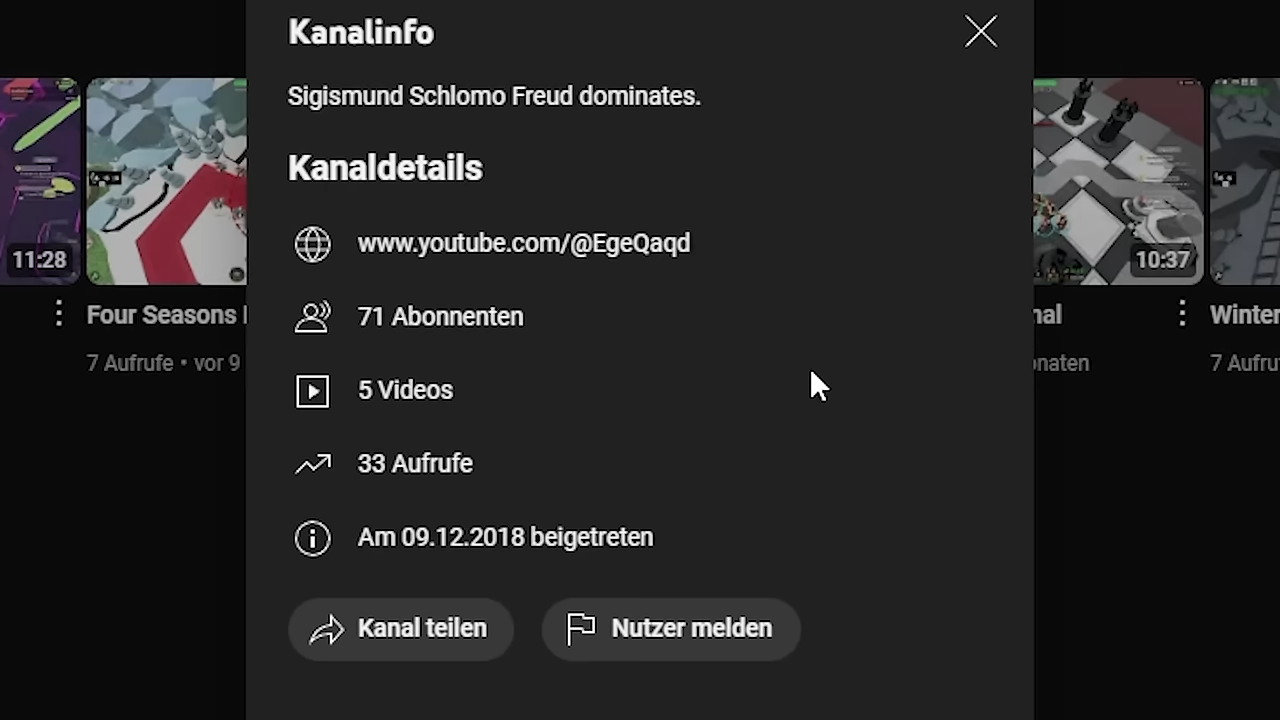 Kanalinfo
Sigismund Schlomo Freud dominates.
Kanaldetails
www.youtube.com/@EgeQaqd
71 Abonnenten
5 Videos
33 Aufrufe
Am 09.12.2018 beigetreten
Kanal teilen
Nutzer melden
11:28
10:37
Four Seasons
7 Aufrufe • vor 9
nal
onaten
Winter
7 Aufru